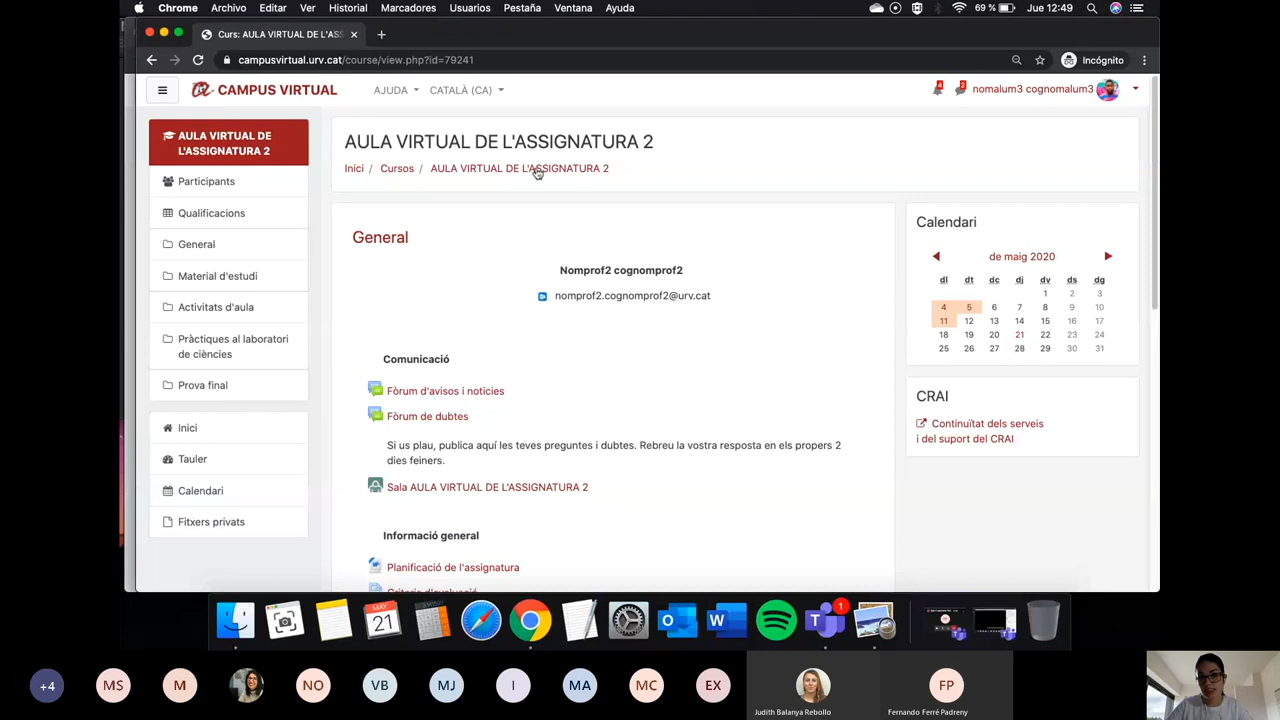 Chrome Archivo Editar Ver Historial Marcadores Usuarios Pestaña Ventana Ayuda 69 % Jue 12:49
Curs: AULA VIRTUAL DE L'ASS
campusvirtual.urv.cat/course/view.php?id=79241 Incógnito
CAMPUS VIRTUAL AJUDA CATALÀ (CA) 4 2 nomalum3 cognomalum3
AULA VIRTUAL DE
L'ASSIGNATURA 2
Participants
Qualificacions
General
Material d'estudi
Activitats d'aula
Pràctiques al laboratori
de ciències
Prova final
Inici
Tauler
Calendari
Fitxers privats
AULA VIRTUAL DE L'ASSIGNATURA 2
Inici / Cursos / AULA VIRTUAL DE L'ASSIGNATURA 2
General
Nomprof2 cognomprof2
nomprof2.cognomprof2@urv.cat
Comunicació
Fòrum d'avisos i noticies
Fòrum de dubtes
Si us plau, publica aquí les teves preguntes i dubtes. Rebreu la vostra resposta en els propers 2
dies feiners.
Sala AULA VIRTUAL DE L'ASSIGNATURA 2
Informació general
Planificació de l'assignatura
Criteris d'avaluació
Calendari
de maig 2020
dl dt dc dj dv ds dg
1 2 3
4 5 6 7 8 9 10
11 12 13 14 15 16 17
18 19 20 21 22 23 24
25 26 27 28 29 30 31
CRAI
Continuïtat dels serveis
i del suport del CRAI
MAY
21
O W 1
+4 MS M NO VB MJ I MA MC EX FP
Judith Balanya Rebollo Fernando Ferré Padreny